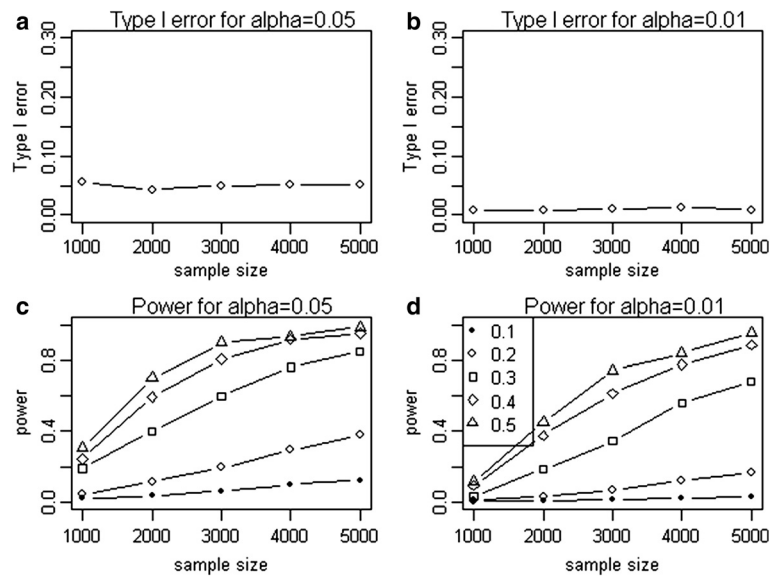 a Type I error for alpha=0.05
Type I error
0.00 0.10 0.20 0.30
1000 2000 3000 4000 5000
sample size
b Type I error for alpha=0.01
Type I error
0.00 0.10 0.20 0.30
1000 2000 3000 4000 5000
sample size
c Power for alpha=0.05
power
0.0 0.4 0.8
1000 2000 3000 4000 5000
sample size
d Power for alpha=0.01
power
0.0 0.4 0.8
0.1
0.2
0.3
0.4
0.5
1000 2000 3000 4000 5000
sample size